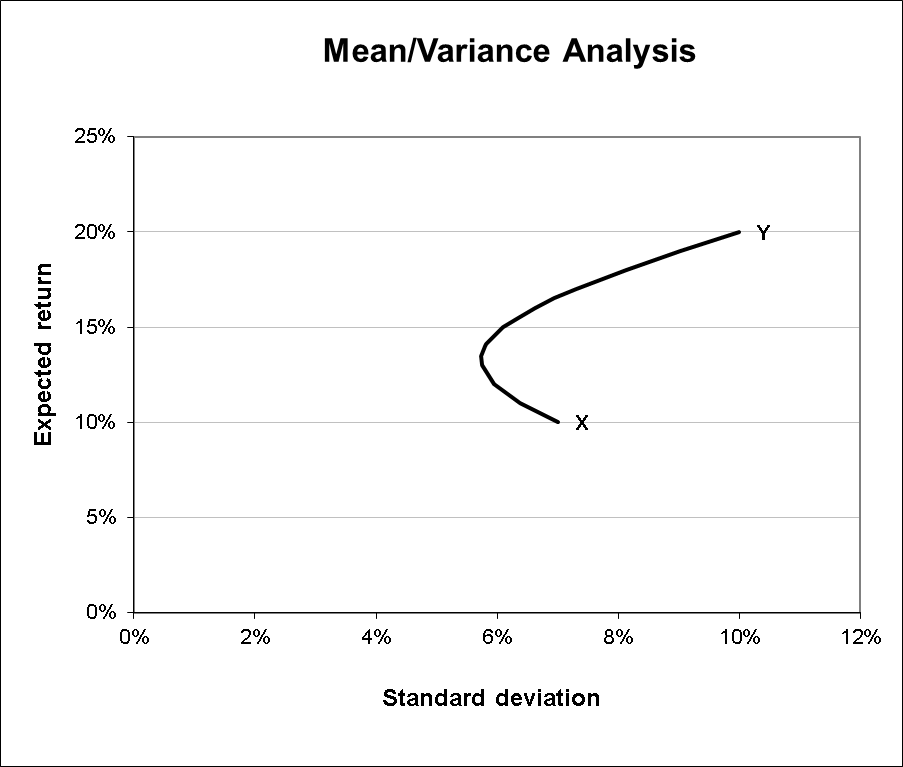 Mean/Variance Analysis
25%
20%
15%
10%
5%
0%
Y
X
0% 2% 4% 6% 8% 10% 12%
Expected return
Standard deviation